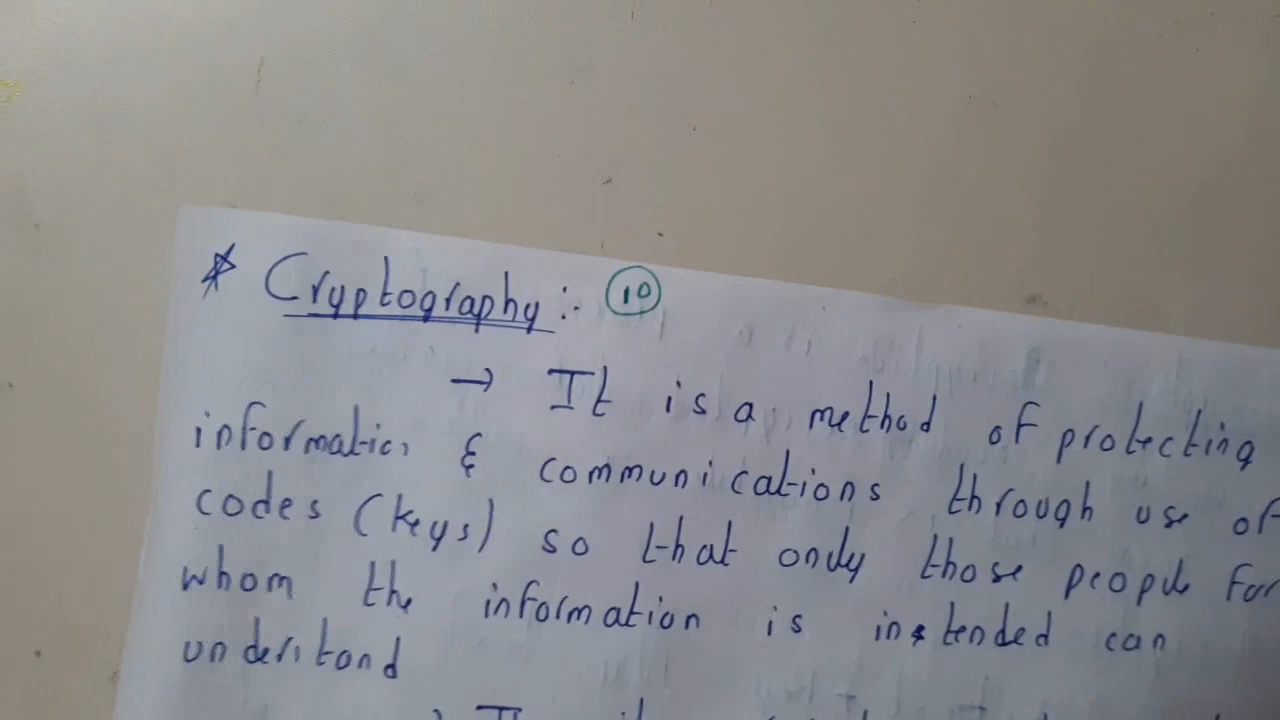 * Cryptography :- 10
→ It is a method of protecting
information & communications through use of
codes (keys) so that only those people for
whom the information is intended can
understand